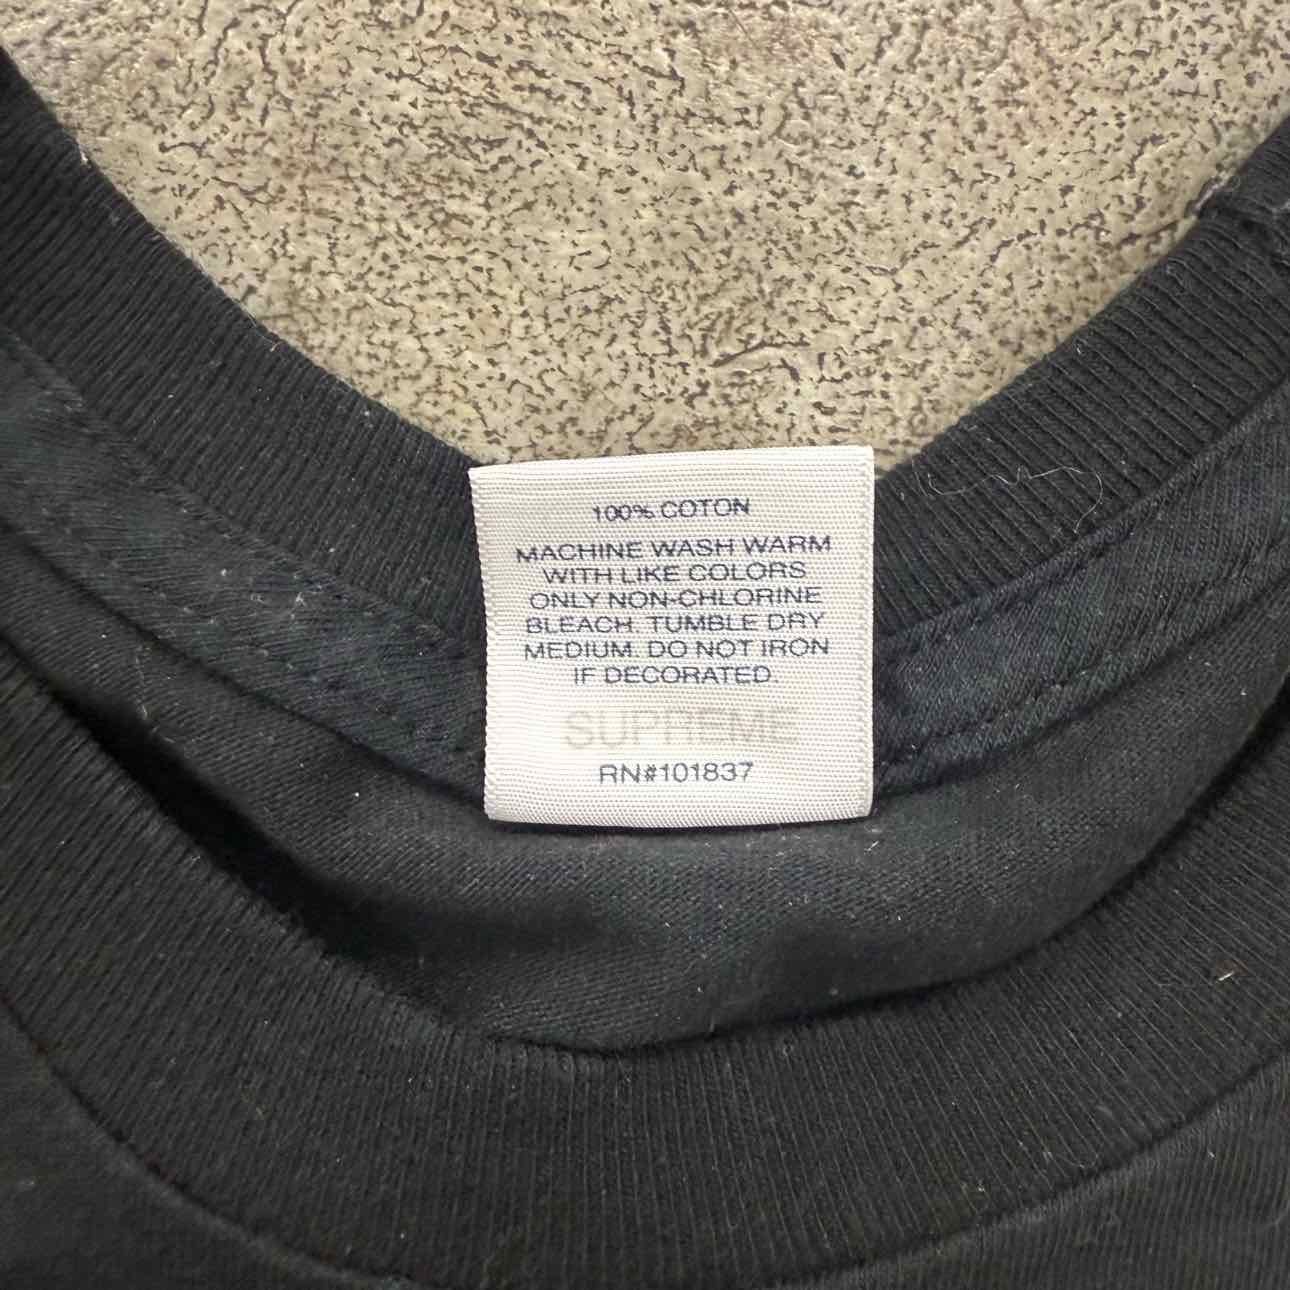 100% COTON
MACHINE WASH WARM
WITH LIKE COLORS
ONLY NON-CHLORINE
BLEACH. TUMBLE DRY
MEDIUM. DO NOT IRON
IF DECORATED.
SUPREME
RN#101837